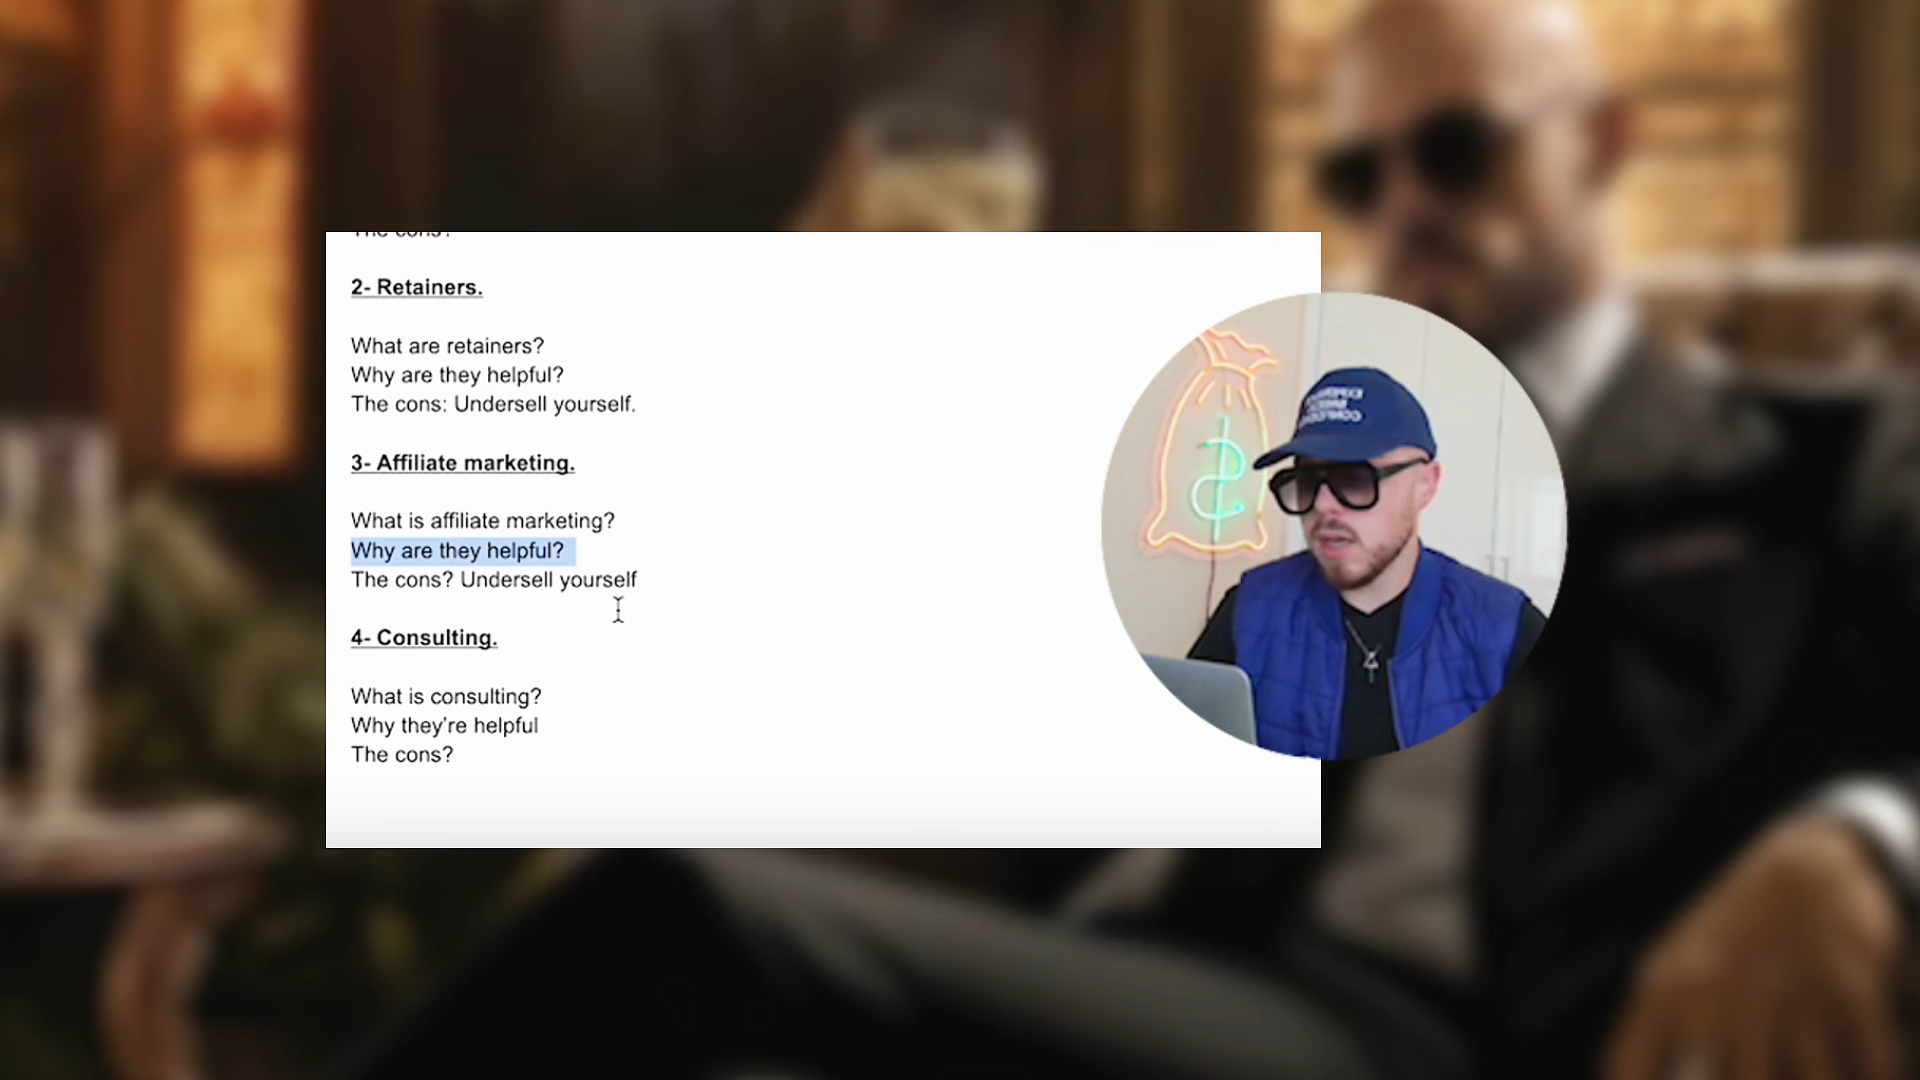 The cons?
2- Retainers.
What are retainers?
Why are they helpful?
The cons: Undersell yourself.
3- Affiliate marketing.
What is affiliate marketing?
Why are they helpful?
The cons? Undersell yourself
4- Consulting.
What is consulting?
Why they're helpful
The cons?